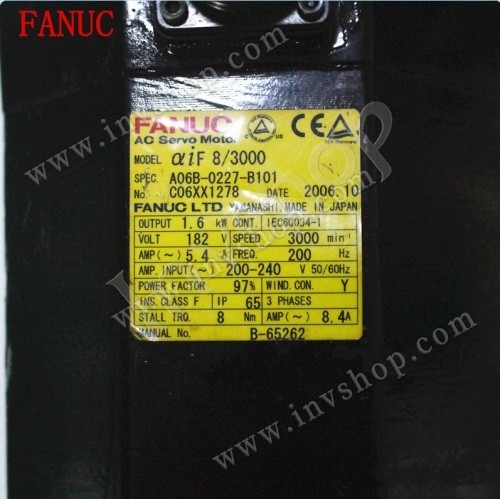 FANUC
FANUC
AC Servo Motor
MODEL αiF 8/3000
SPEC. A06B-0227-B101
No. C06XX1278 DATE 2006.10
FANUC LTD YAMANASHI, MADE IN JAPAN
OUTPUT 1.6 kW CONT. IEC60034-1
VOLT 182 V SPEED 3000 min⁻¹
AMP(~) 5.4 A FREQ. 200 Hz
AMP. INPUT(~) 200-240 V 50/60Hz
POWER FACTOR 97% WIND. CON. Y
INS. CLASS F IP 65 3 PHASES
STALL TRQ. 8 Nm AMP(~) 8.4A
MANUAL No. B-65262
www.invshop.com
www.invshop.com